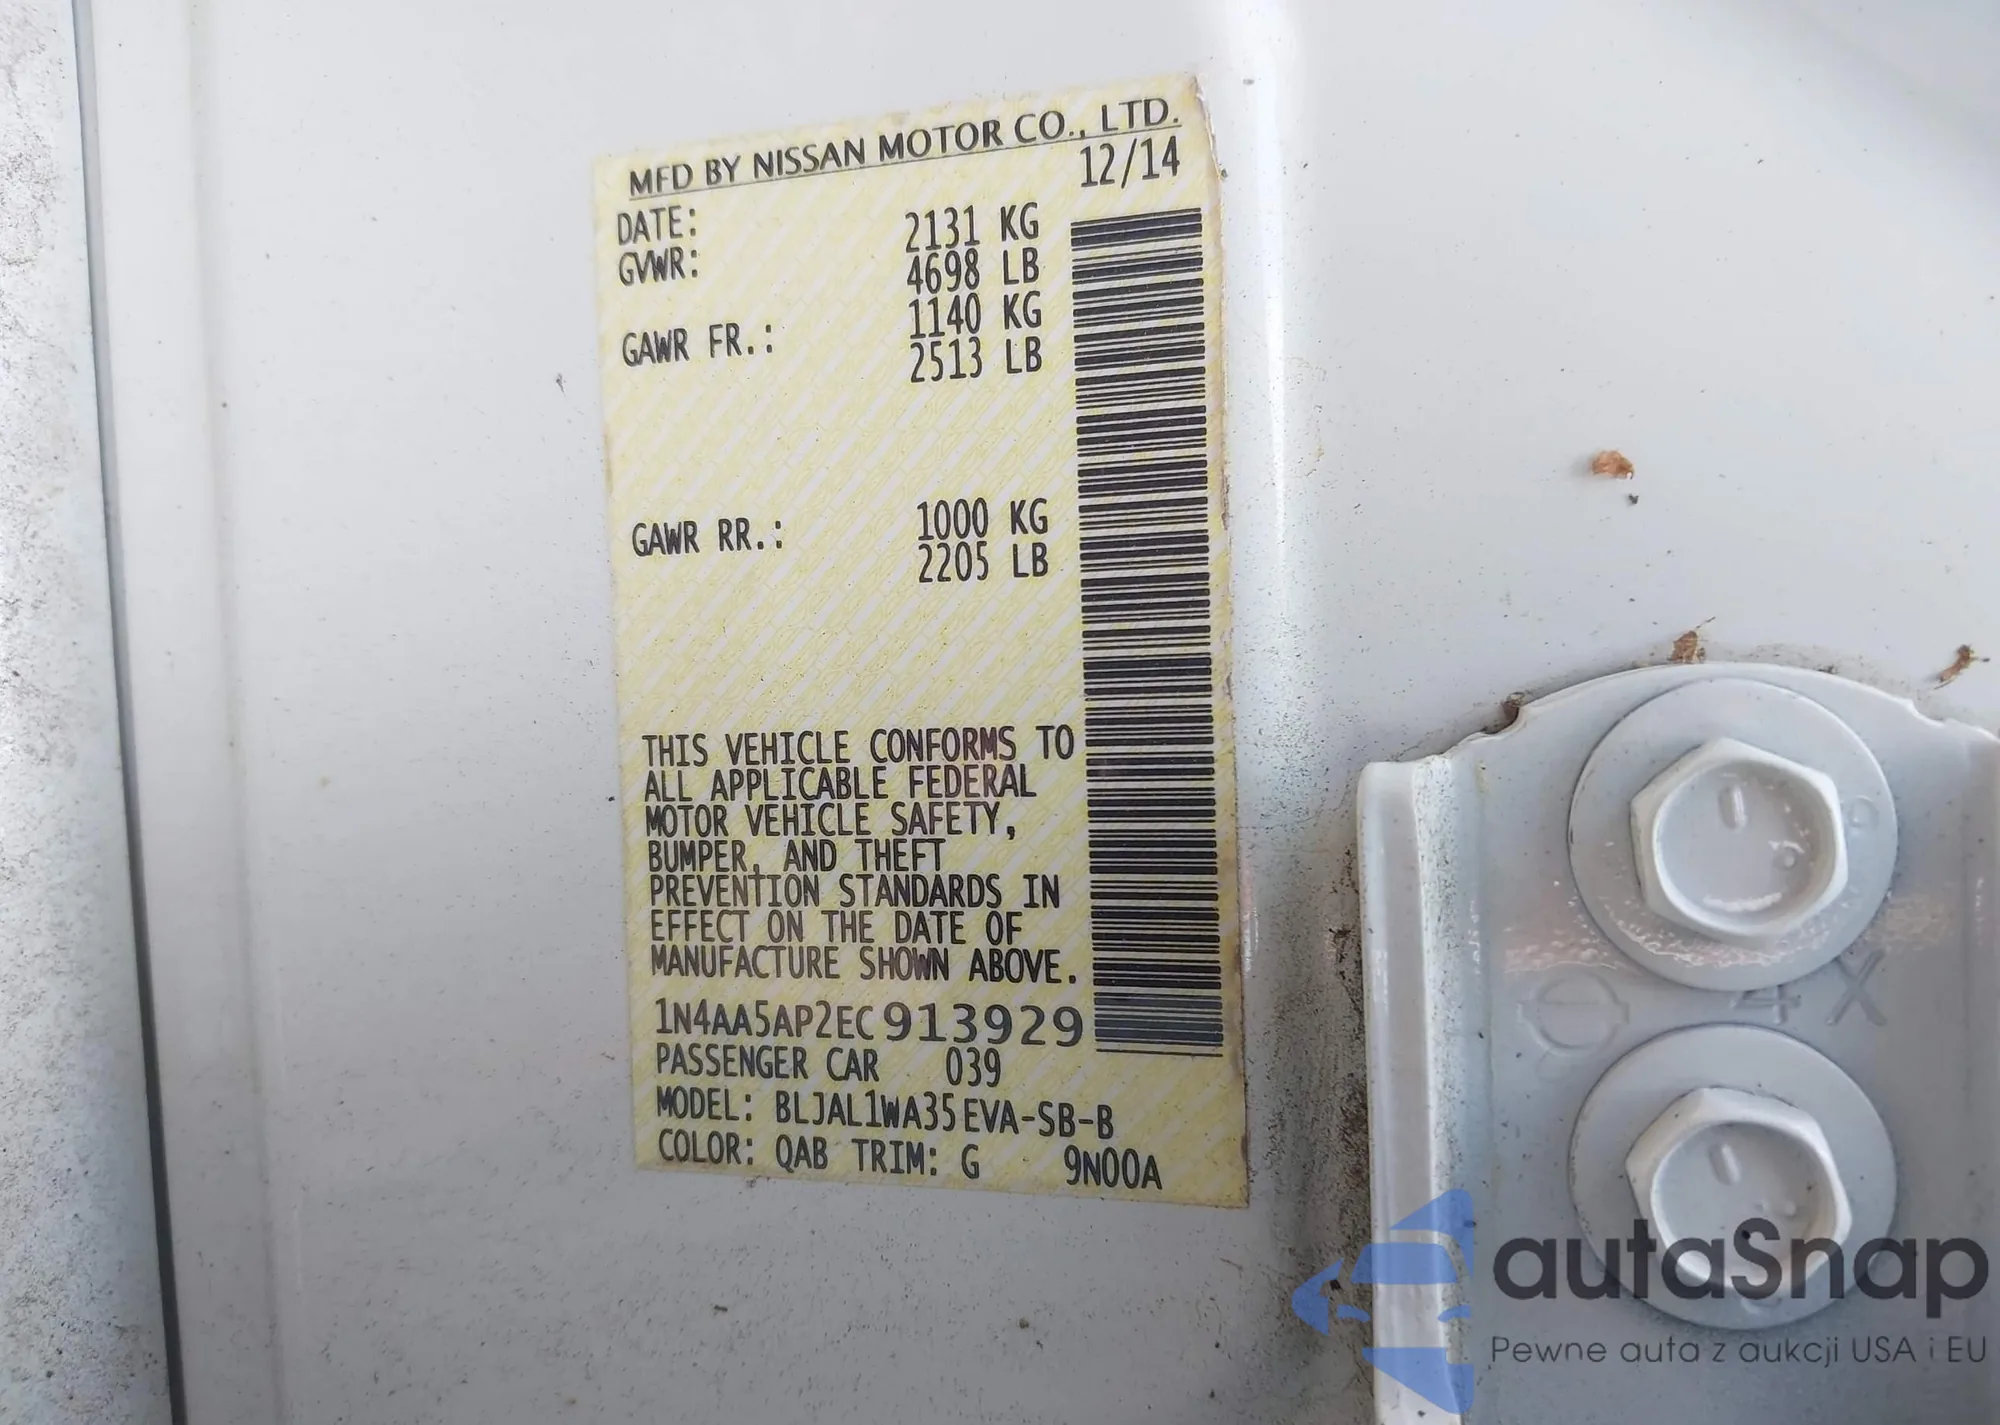 MFD BY NISSAN MOTOR CO., LTD.
DATE: 12/14
GVWR: 2131 KG
4698 LB
GAWR FR.: 1140 KG
2513 LB
GAWR RR.: 1000 KG
2205 LB
THIS VEHICLE CONFORMS TO
ALL APPLICABLE FEDERAL
MOTOR VEHICLE SAFETY,
BUMPER, AND THEFT
PREVENTION STANDARDS IN
EFFECT ON THE DATE OF
MANUFACTURE SHOWN ABOVE.
1N4AA5AP2EC913929
PASSENGER CAR 039
MODEL: BLJAL1WA35EVA-SB-B
COLOR: QAB TRIM: G 9N00A
4X
autaSnap
Pewne auta z aukcji USA i EU